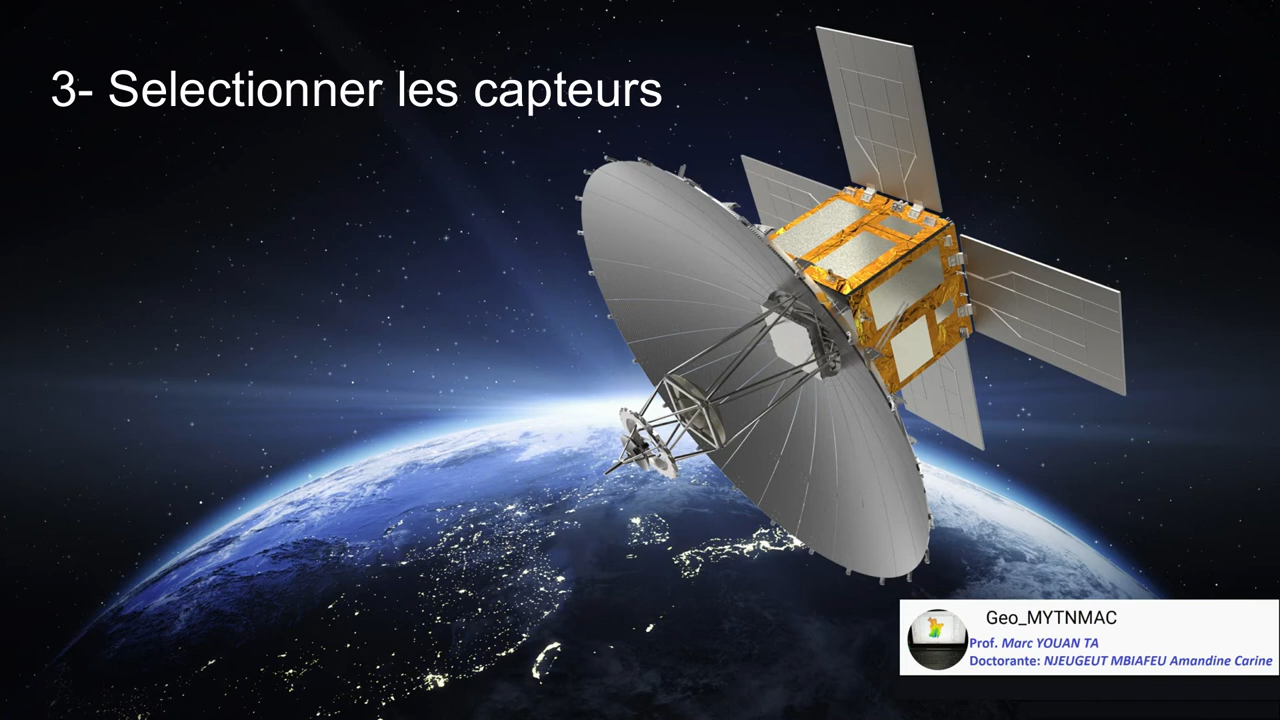 3- Selectionner les capteurs
Geo_MYTNMAC
Prof. Marc YOUAN TA
Doctorante: NJEUGEUT MBIAFEU Amandine Carine